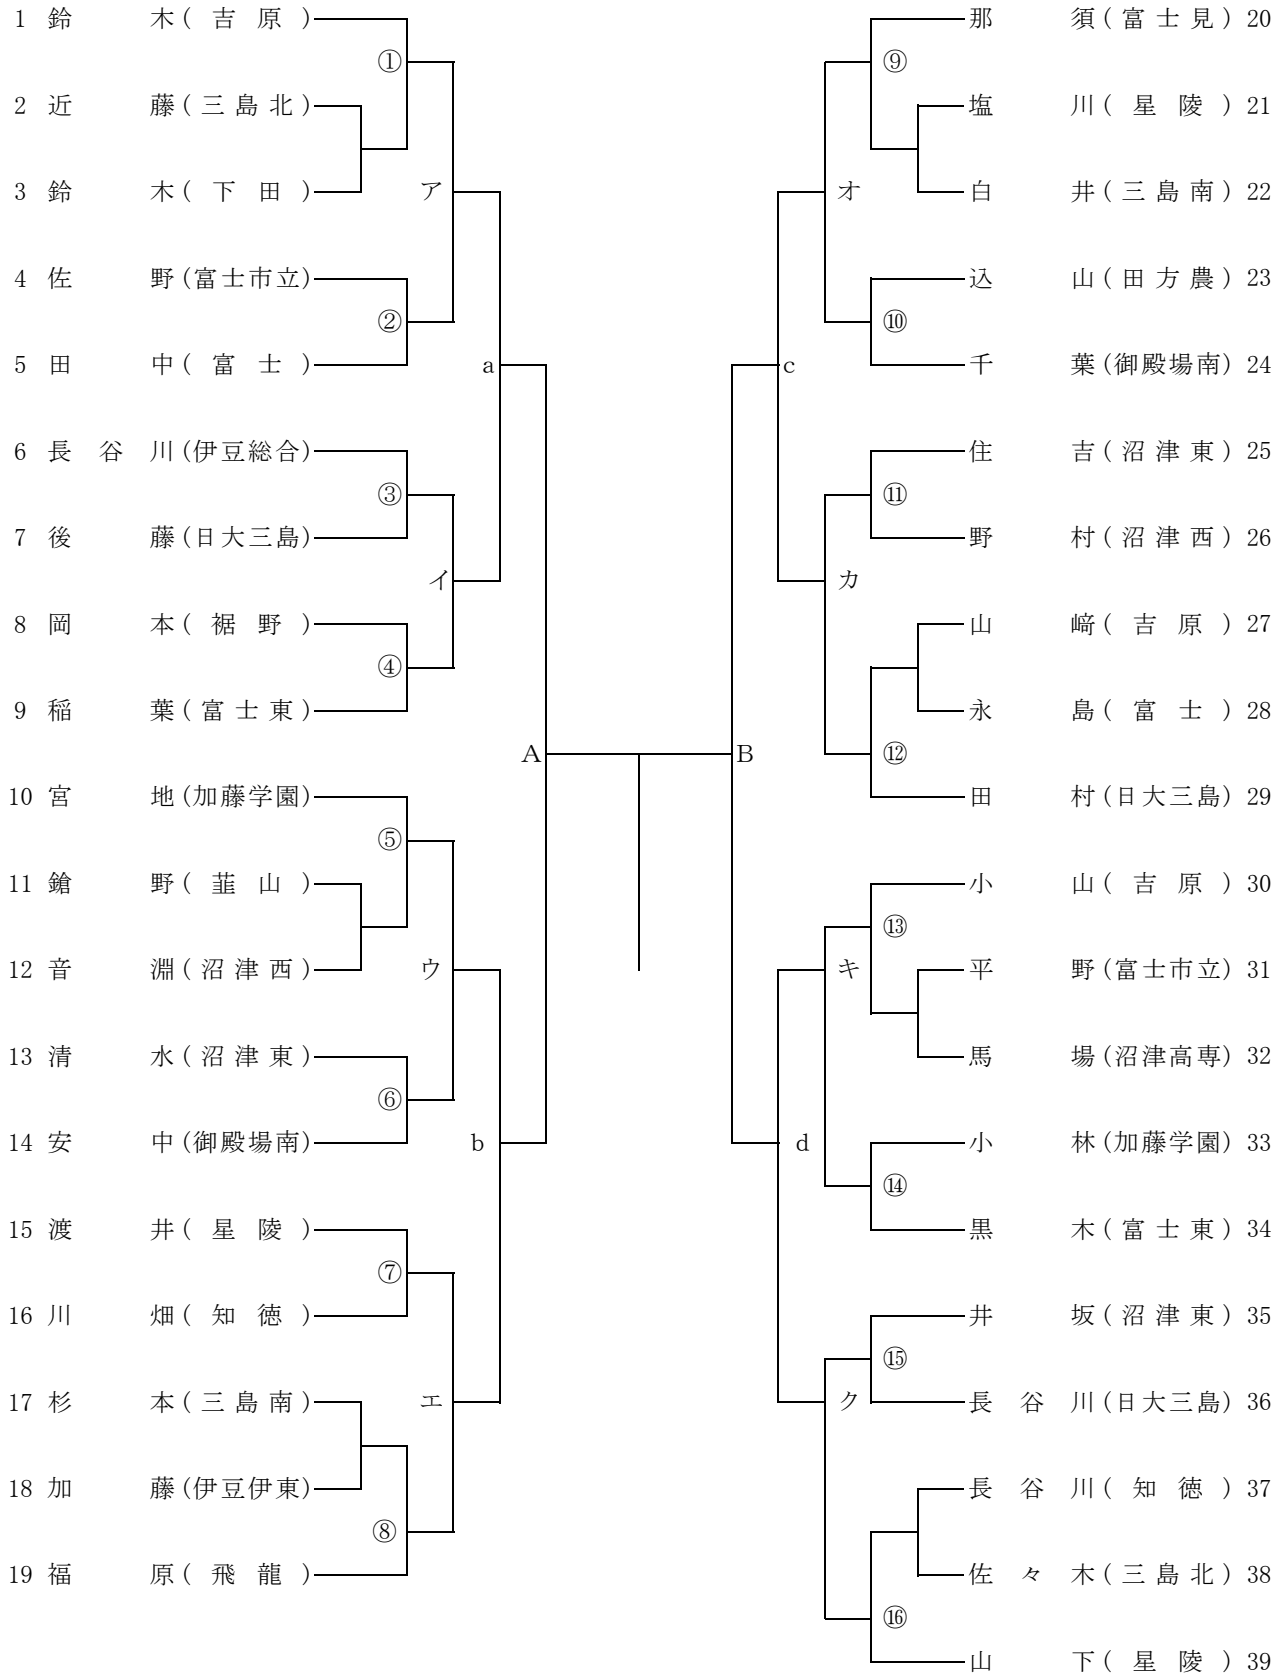 1 鈴木(吉原)
①
2 近藤(三島北)
3 鈴木(下田)
ア
4 佐野(富士市立)
②
5 田中(富士)
a
6 長谷川(伊豆総合)
③
7 後藤(日大三島)
イ
8 岡本(裾野)
④
9 稲葉(富士東)
A
10 宮地(加藤学園)
⑤
11 鎗野(韮山)
12 音淵(沼津西)
ウ
13 清水(沼津東)
⑥
14 安中(御殿場南)
b
15 渡井(星陵)
⑦
16 川畑(知徳)
17 杉本(三島南)
エ
18 加藤(伊豆伊東)
⑧
19 福原(飛龍)
那須(富士見) 20
⑨
塩川(星陵) 21
白井(三島南) 22
オ
込山(田方農) 23
⑩
千葉(御殿場南) 24
c
住吉(沼津東) 25
⑪
野村(沼津西) 26
カ
山﨑(吉原) 27
永島(富士) 28
⑫
B
田村(日大三島) 29
小山(吉原) 30
⑬
平野(富士市立) 31
キ
馬場(沼津高専) 32
小林(加藤学園) 33
d
⑭
黒木(富士東) 34
井坂(沼津東) 35
⑮
長谷川(日大三島) 36
ク
長谷川(知徳) 37
佐々木(三島北) 38
⑯
山下(星陵) 39